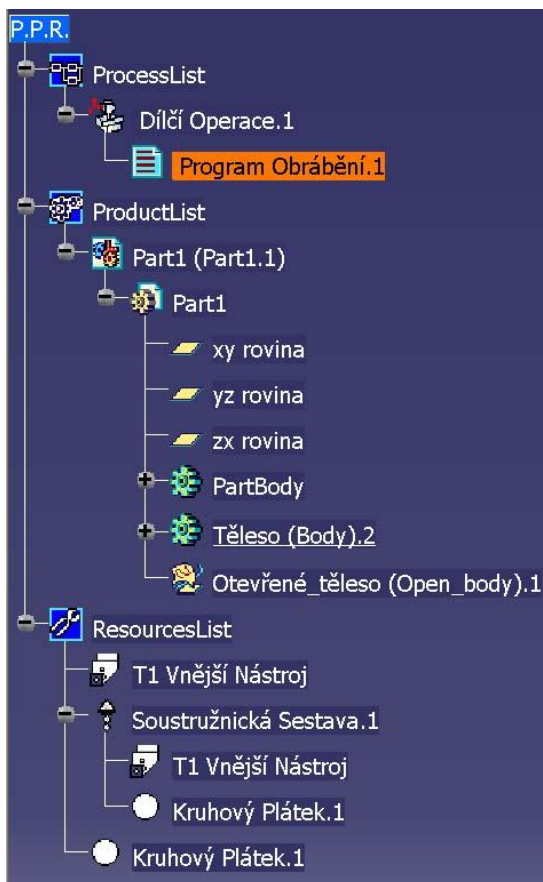 P.P.R.
ProcessList
Dílčí Operace.1
Program Obrábění.1
ProductList
Part1 (Part1.1)
Part1
xy rovina
yz rovina
zx rovina
PartBody
Těleso (Body).2
Otevřené_těleso (Open_body).1
ResourcesList
T1 Vnější Nástroj
Soustružnická Sestava.1
T1 Vnější Nástroj
Kruhový Plátek.1
Kruhový Plátek.1